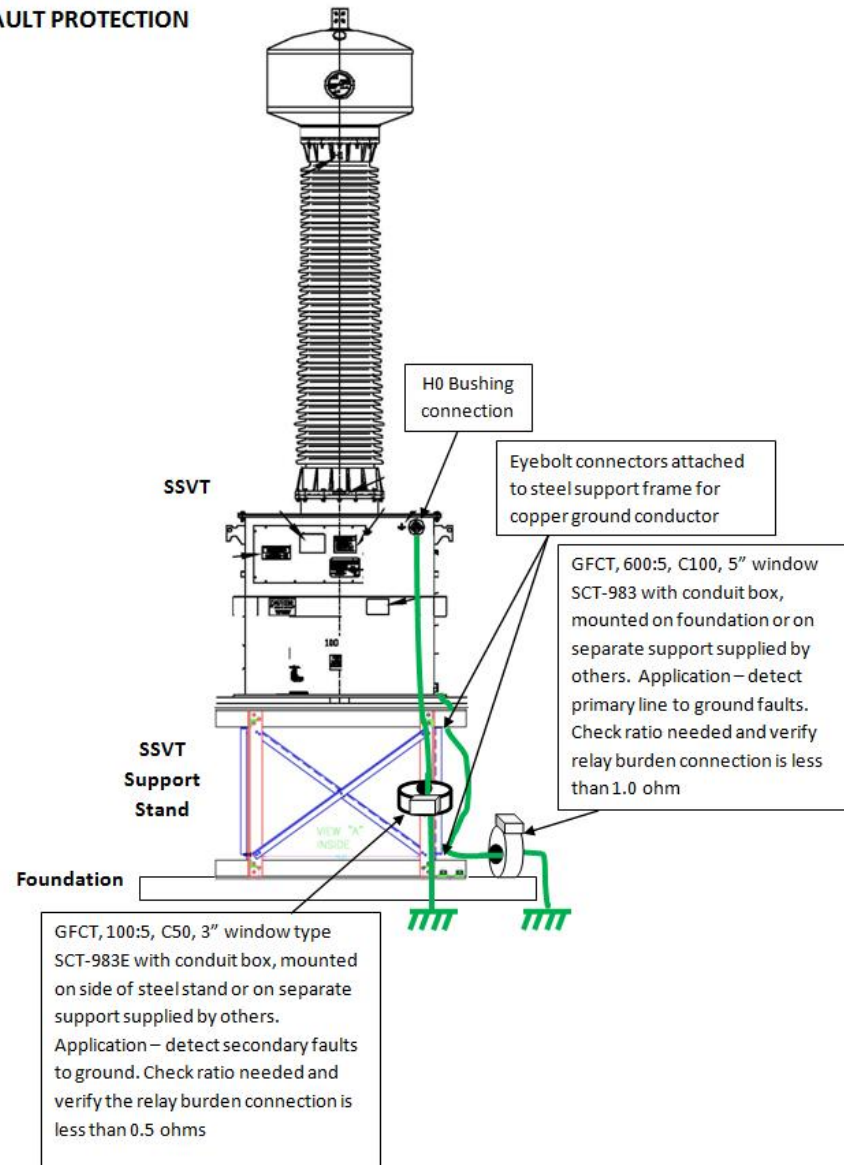 AULT PROTECTION
H0 Bushing
connection
SSVT
Eyebolt connectors attached
to steel support frame for
copper ground conductor
GFCT, 600:5, C100, 5” window
SCT-983 with conduit box,
mounted on foundation or on
separate support supplied by
others. Application – detect
primary line to ground faults.
Check ratio needed and verify
relay burden connection is less
than 1.0 ohm
180
SSVT
Support
Stand
VIEW "A"
INSIDE
Foundation
GFCT, 100:5, C50, 3” window type
SCT-983E with conduit box, mounted
on side of steel stand or on separate
support supplied by others.
Application – detect secondary faults
to ground. Check ratio needed and
verify the relay burden connection is
less than 0.5 ohms